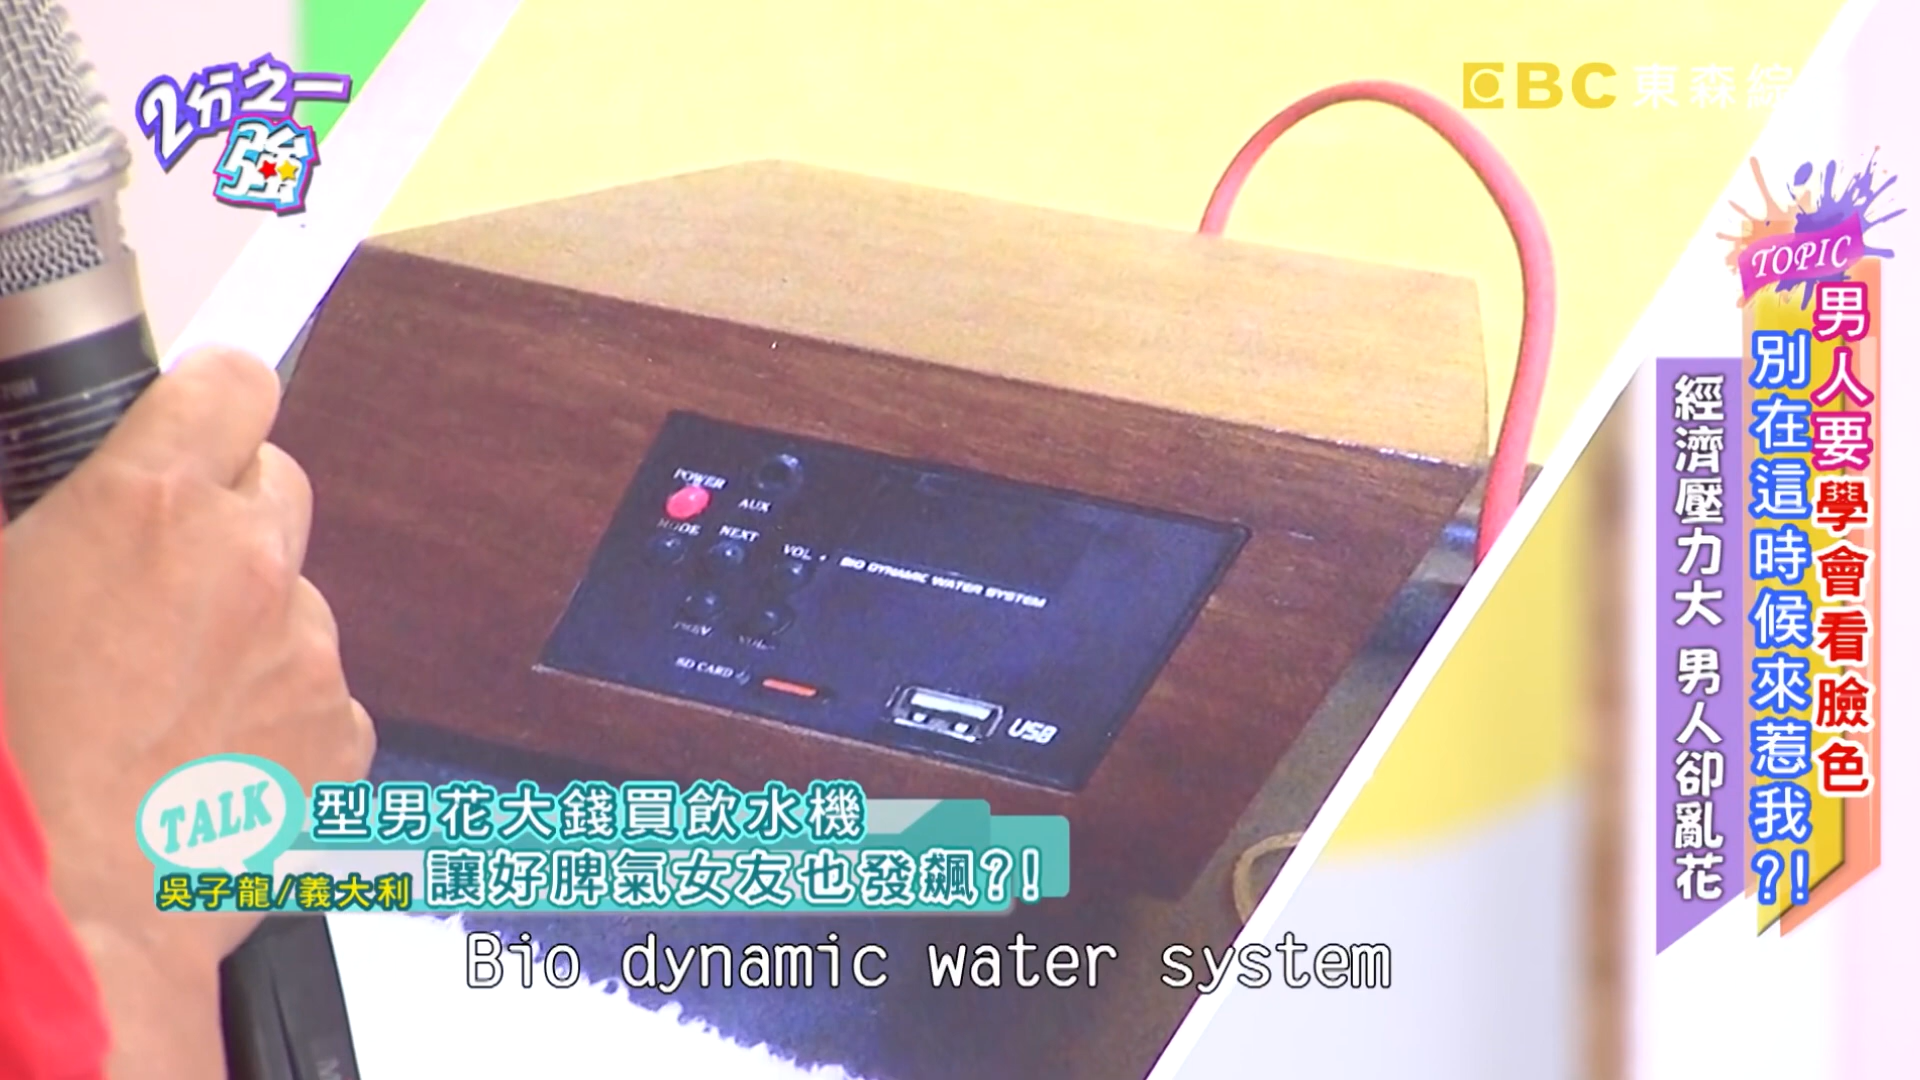 2分之一
強
EBC 東森綜
TOPIC
男人要學會看臉色
別在這時候來惹我?!
經濟壓力大 男人卻亂花
POWER
AUX
MODE NEXT
VOL +
BIO DYNAMIC WATER SYSTEM
PREV VOL-
SD CARD
USB
TALK
型男花大錢買飲水機
讓好脾氣女友也發飆?!
吳子龍/義大利
Bio dynamic water system